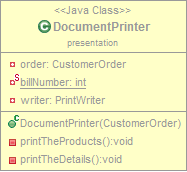 <<Java Class>>
DocumentPrinter
presentation
order: CustomerOrder
billNumber: int
writer: PrintWriter
DocumentPrinter(CustomerOrder)
printTheProducts():void
printTheDetails():void